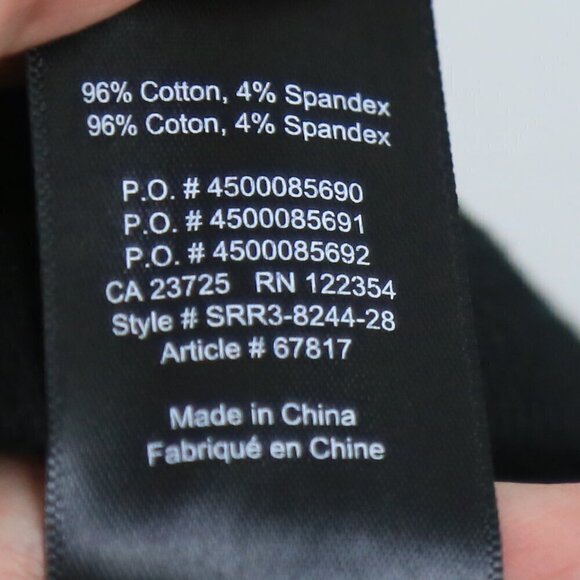 96% Cotton, 4% Spandex
96% Coton, 4% Spandex
P.O. # 4500085690
P.O. # 4500085691
P.O. # 4500085692
CA 23725 RN 122354
Style # SRR3-8244-28
Article # 67817
Made in China
Fabriqué en Chine